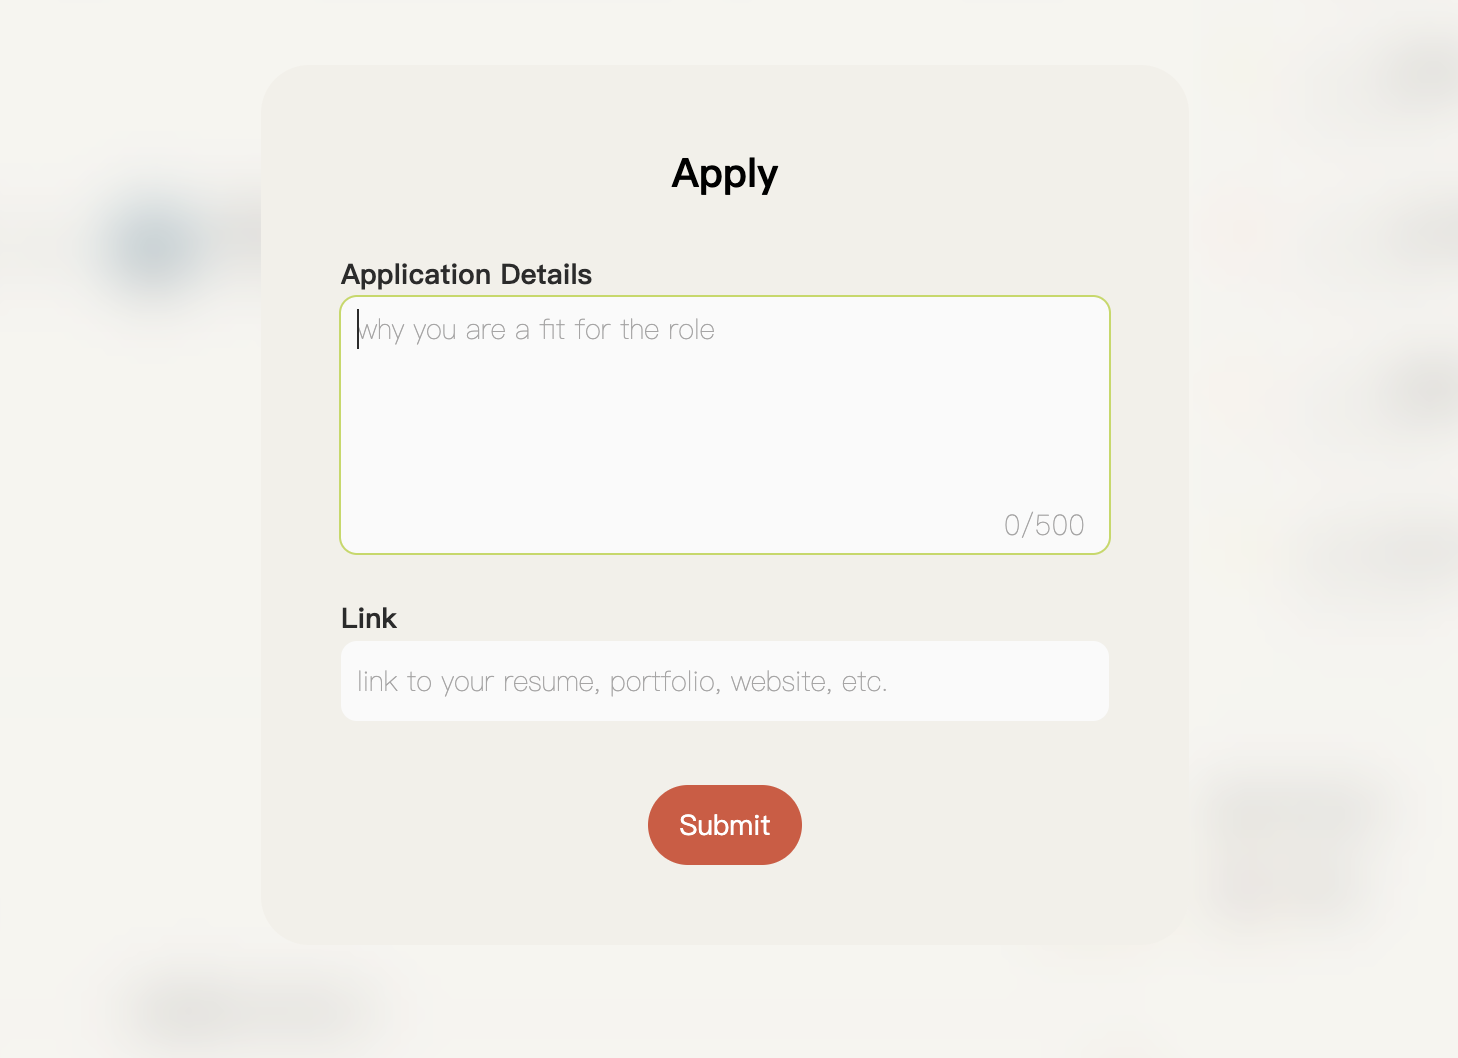 Apply
Application Details
why you are a fit for the role
0/500
Link
link to your resume, portfolio, website, etc.
Submit